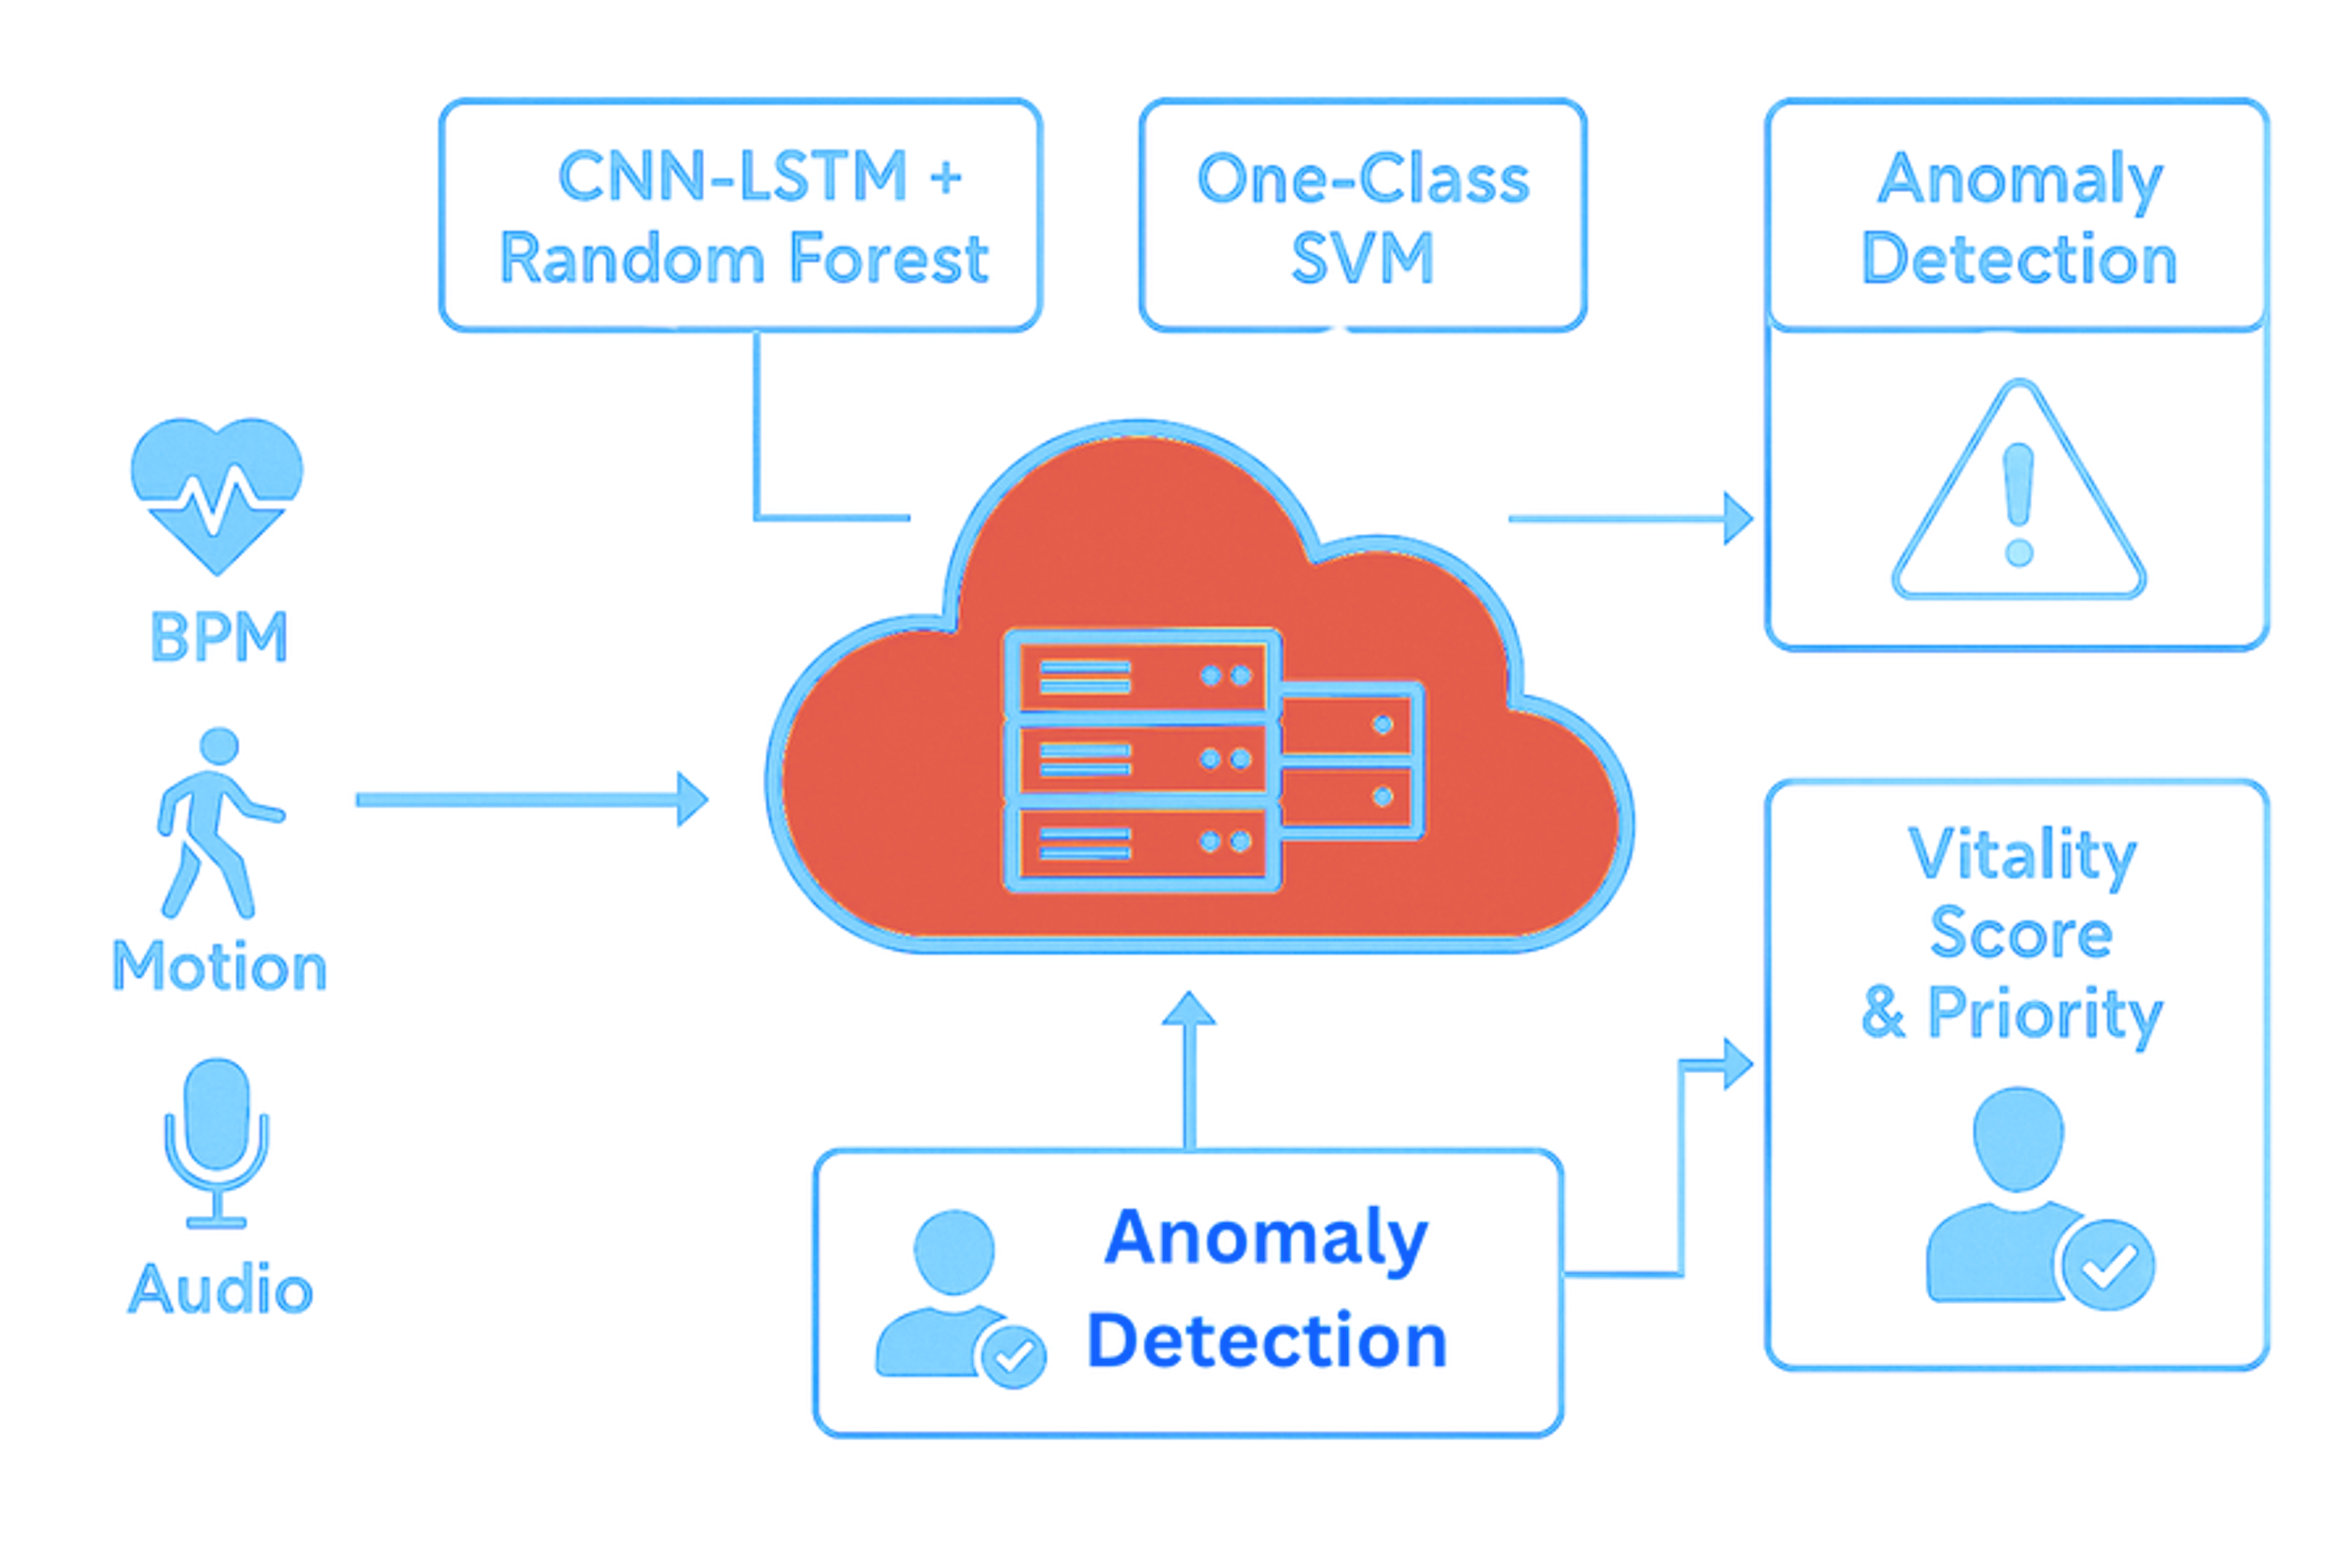 CNN-LSTM +
Random Forest
One-Class
SVM
Anomaly
Detection
BPM
Motion
Audio
Vitality
Score
& Priority
Anomaly
Detection